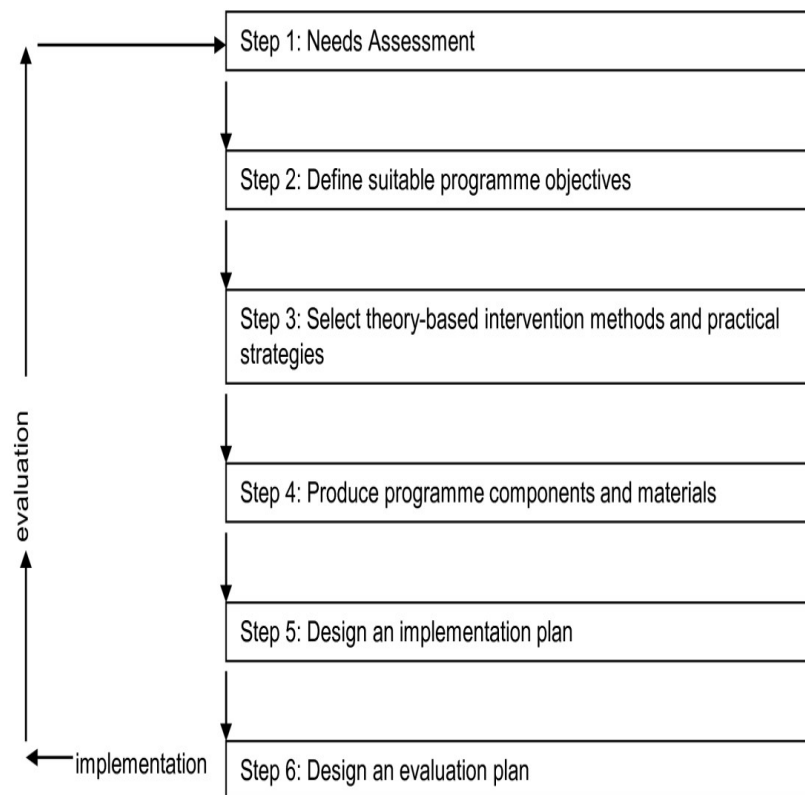 Step 1: Needs Assessment
Step 2: Define suitable programme objectives
Step 3: Select theory-based intervention methods and practical
strategies
Step 4: Produce programme components and materials
evaluation
Step 5: Design an implementation plan
implementation
Step 6: Design an evaluation plan